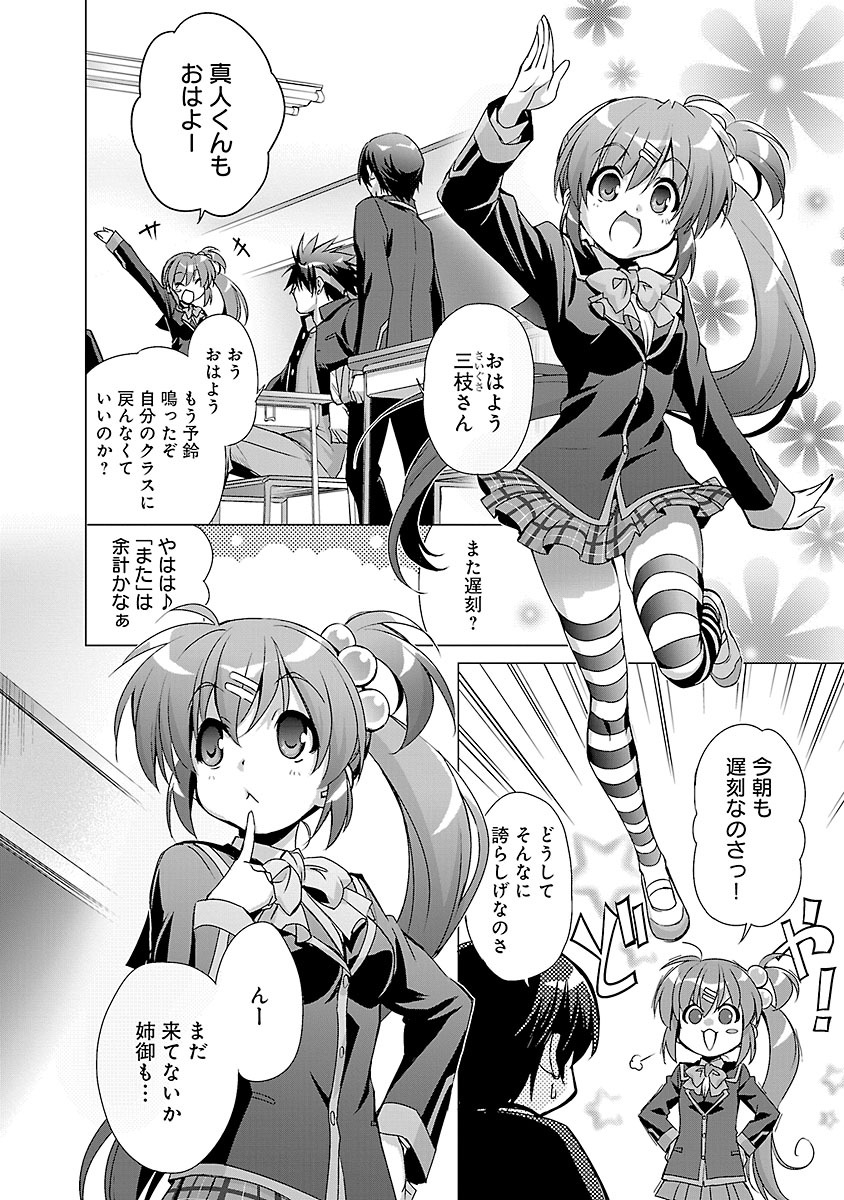 おはよう
三枝さん
さいぐさ
真人くんも
おはよー
おう
おはよう
もう予鈴
鳴ったぞ
自分のクラスに
戻んなくて
いいのか？
また遅刻？
やはは♪
「また」は
余計かなぁ
今朝も
遅刻なのさっ！
どやー！
どうして
そんなに
誇らしげなのさ
んー
まだ
来てないか
姉御も…